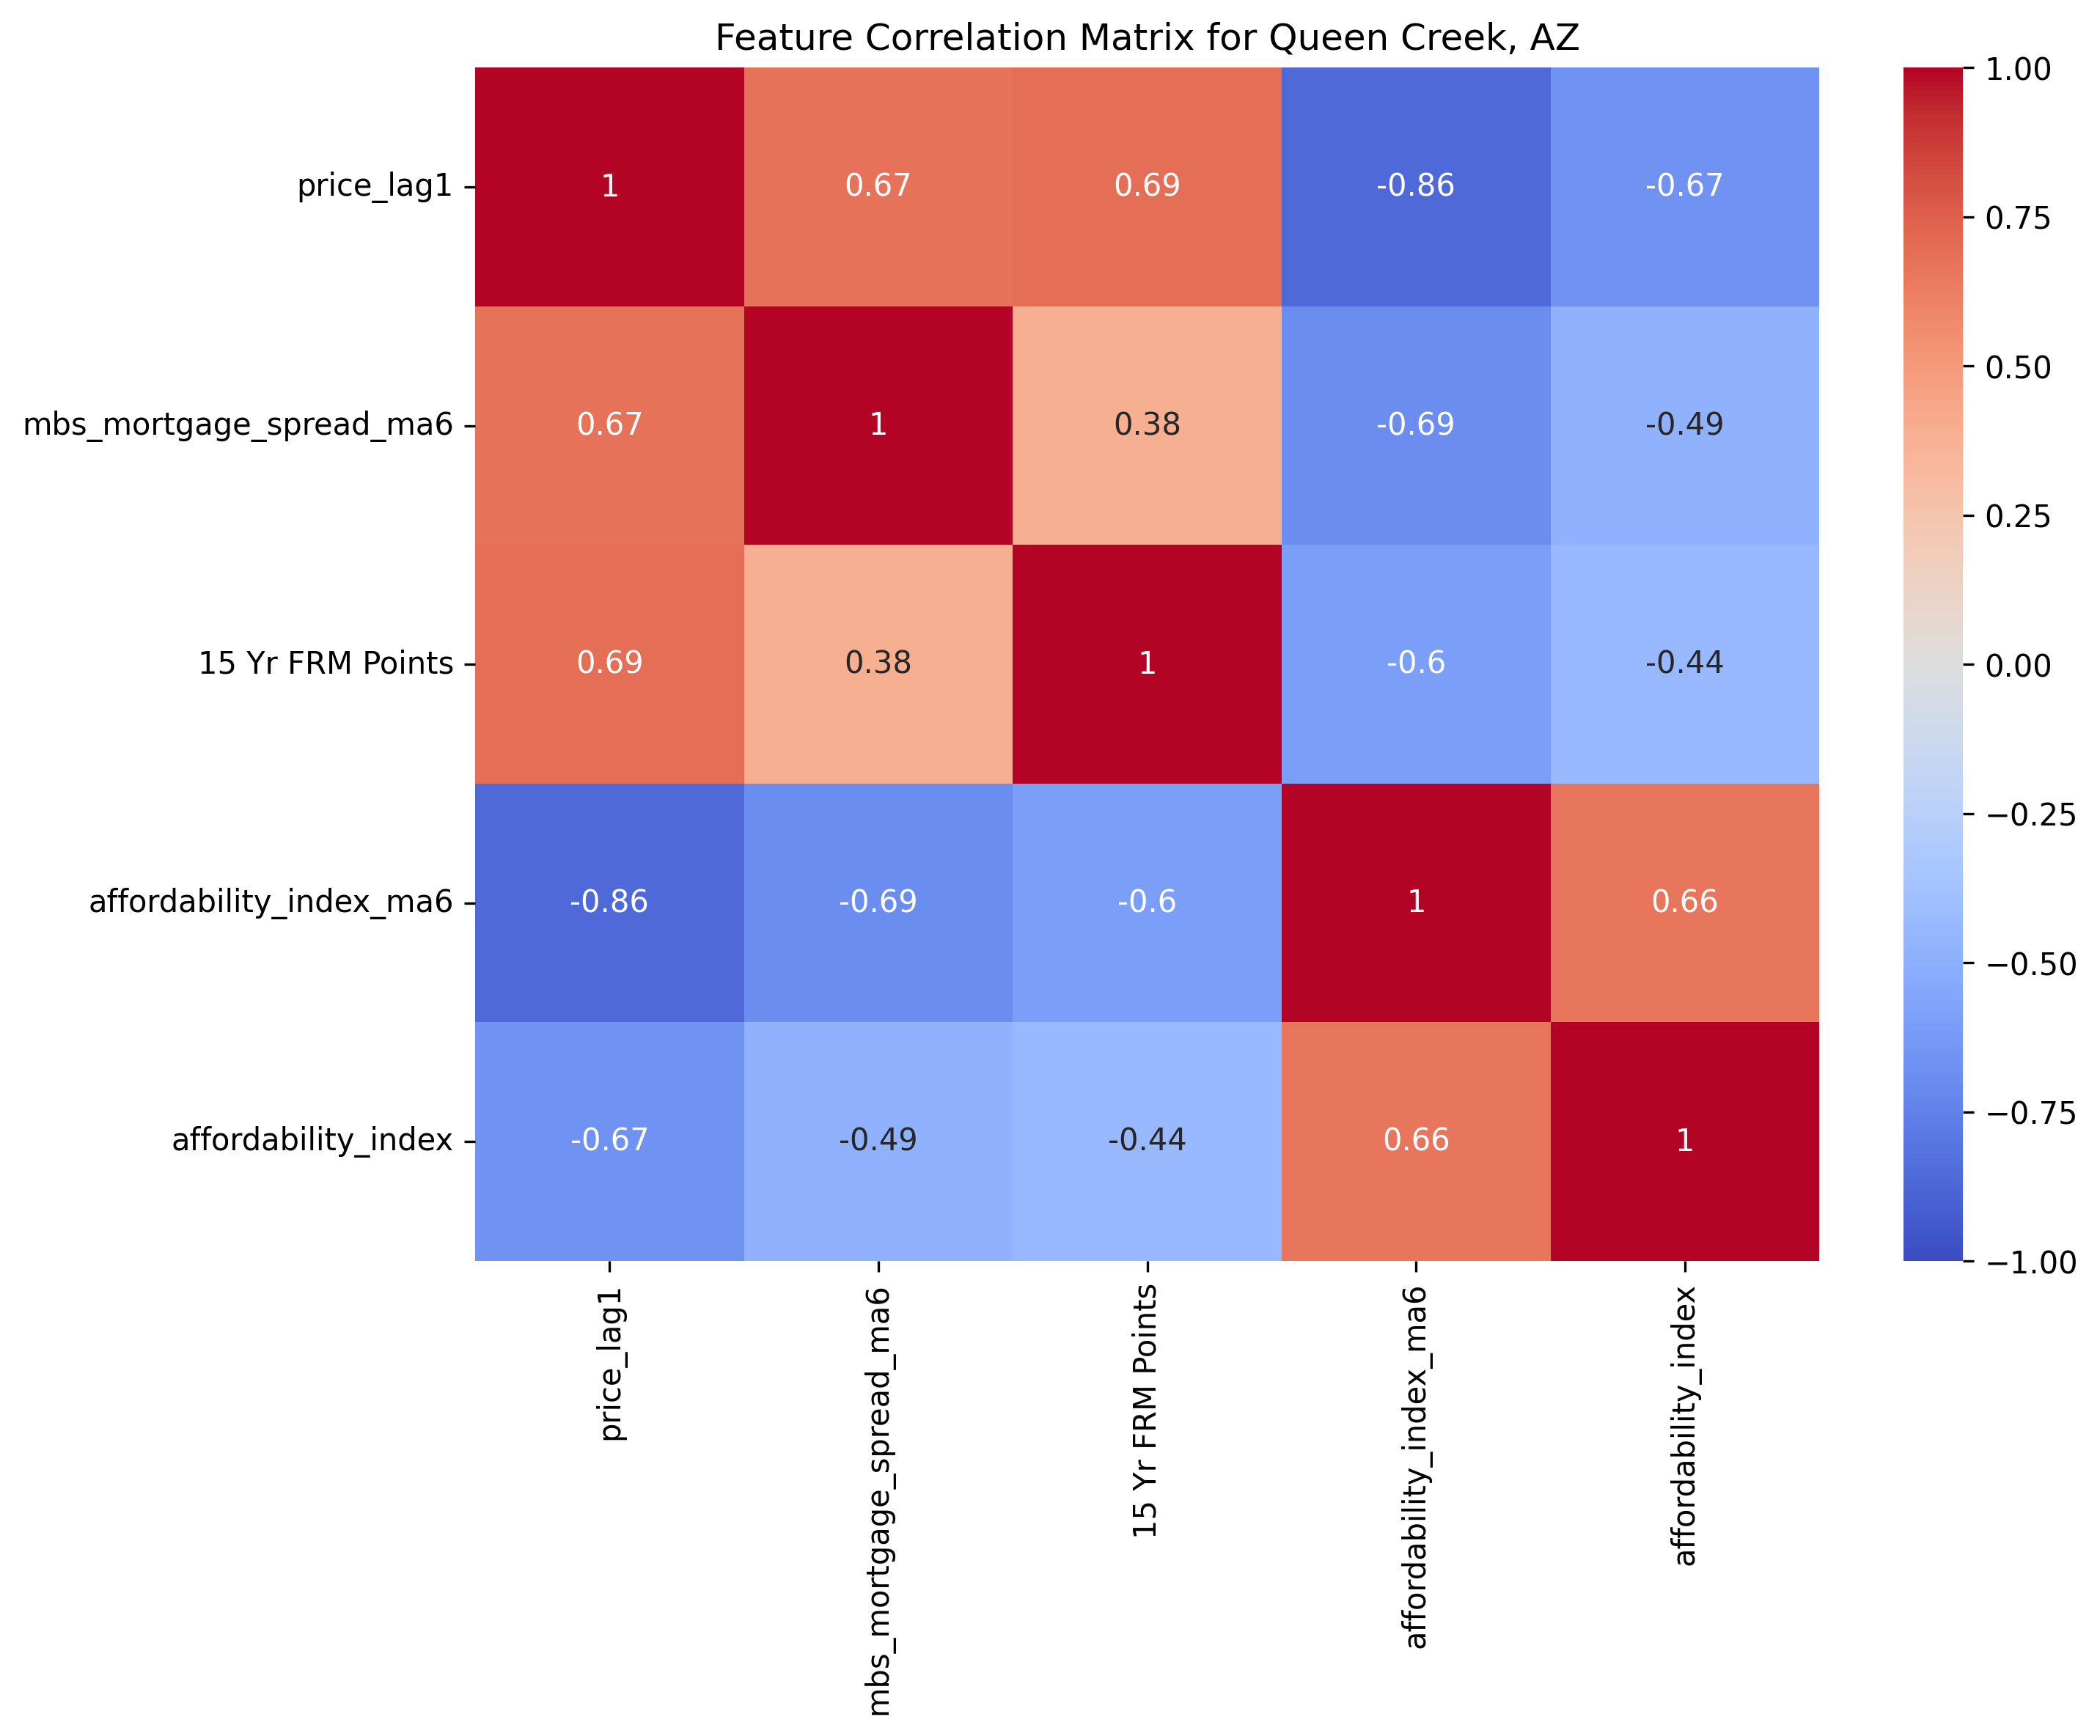 Feature Correlation Matrix for Queen Creek, AZ
price_lag1 1 0.67 0.69 -0.86 -0.67
mbs_mortgage_spread_ma6 0.67 1 0.38 -0.69 -0.49
15 Yr FRM Points 0.69 0.38 1 -0.6 -0.44
affordability_index_ma6 -0.86 -0.69 -0.6 1 0.66
affordability_index -0.67 -0.49 -0.44 0.66 1
price_lag1
mbs_mortgage_spread_ma6
15 Yr FRM Points
affordability_index_ma6
affordability_index
1.00
0.75
0.50
0.25
0.00
−0.25
−0.50
−0.75
−1.00